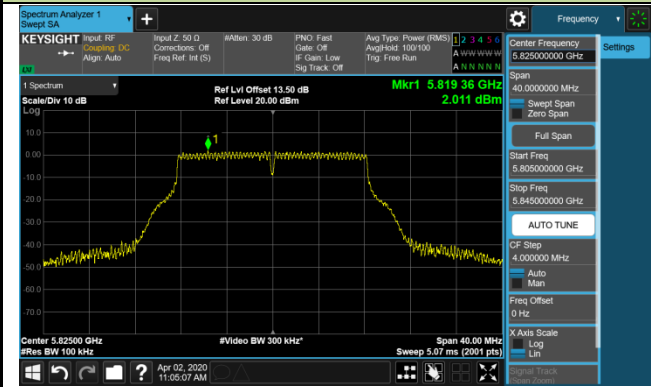 Spectrum Analyzer 1
Swept SA
+
Frequency
KEYSIGHT Input: RF
Coupling: DC
Align: Auto
Input Z: 50 Ω
Corrections: Off
Freq Ref: Int (S)
#Atten: 30 dB
PNO: Fast
Gate: Off
IF Gain: Low
Sig Track: Off
Avg Type: Power (RMS)
Avg|Hold: 100/100
Trig: Free Run
1 2 3 4 5 6
A W W W W W
A N N N N N
1 Spectrum
Scale/Div 10 dB
Log
Ref Lvl Offset 13.50 dB
Ref Level 20.00 dBm
Mkr1 5.819 36 GHz
2.011 dBm
1
10.0
0.00
-10.0
-20.0
-30.0
-40.0
-50.0
-60.0
-70.0
Center 5.82500 GHz
#Res BW 100 kHz
#Video BW 300 kHz*
Span 40.00 MHz
Sweep 5.07 ms (2001 pts)
Center Frequency
5.825000000 GHz
Settings
Span
40.0000000 MHz
Swept Span
Zero Span
Full Span
Start Freq
5.805000000 GHz
Stop Freq
5.845000000 GHz
AUTO TUNE
CF Step
4.000000 MHz
Auto
Man
Freq Offset
0 Hz
X Axis Scale
Log
Lin
Signal Track
(Span Zoom)
?
Apr 02, 2020
11:05:07 AM